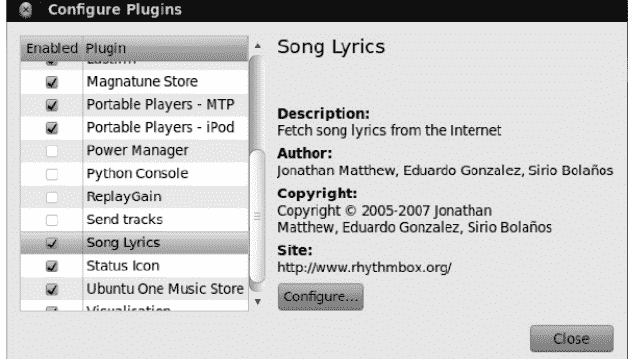 Configure Plugins
Enabled Plugin
Last.fm
Magnatune Store
Portable Players - MTP
Portable Players - iPod
Power Manager
Python Console
ReplayGain
Send tracks
Song Lyrics
Status Icon
Ubuntu One Music Store
Visualisation
Song Lyrics
Description:
Fetch song lyrics from the Internet
Author:
Jonathan Matthew, Eduardo Gonzalez, Sirio Bolaños
Copyright:
Copyright © 2005-2007 Jonathan
Matthew, Eduardo Gonzalez, Sirio Bolaños
Site:
http://www.rhythmbox.org/
Configure...
Close